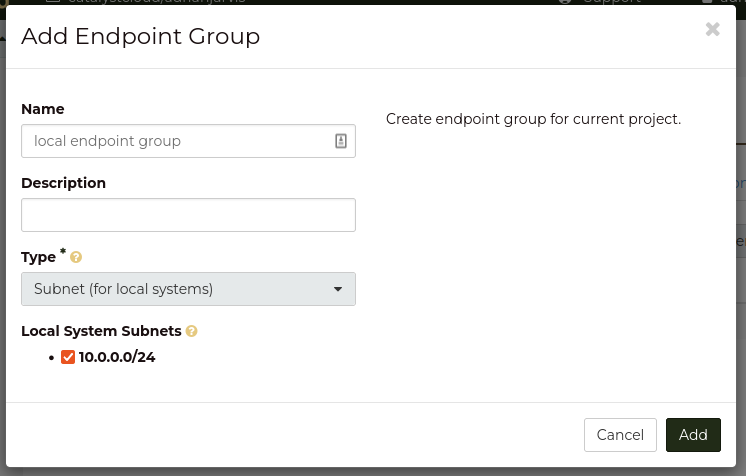 Add Endpoint Group
Name
local endpoint group
Create endpoint group for current project.
Description
Type *
Subnet (for local systems)
Local System Subnets
10.0.0.0/24
Cancel
Add